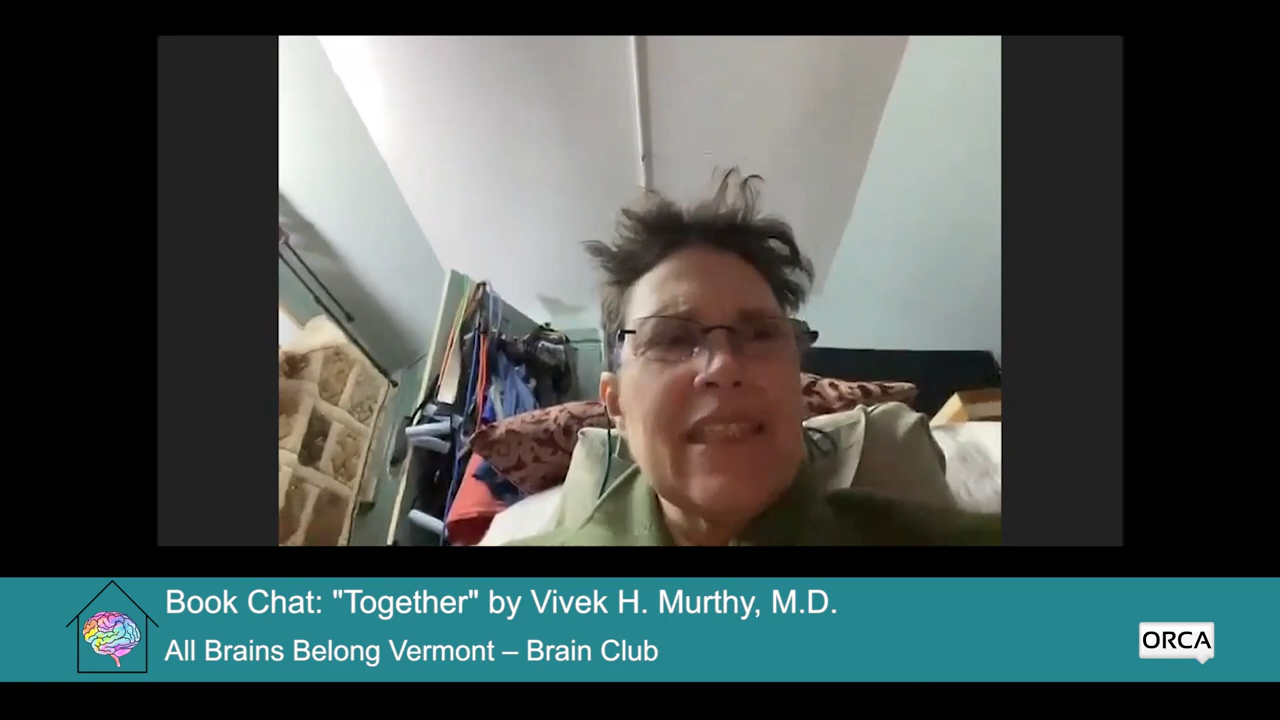 Book Chat: "Together" by Vivek H. Murthy, M.D.
All Brains Belong Vermont – Brain Club
ORCA